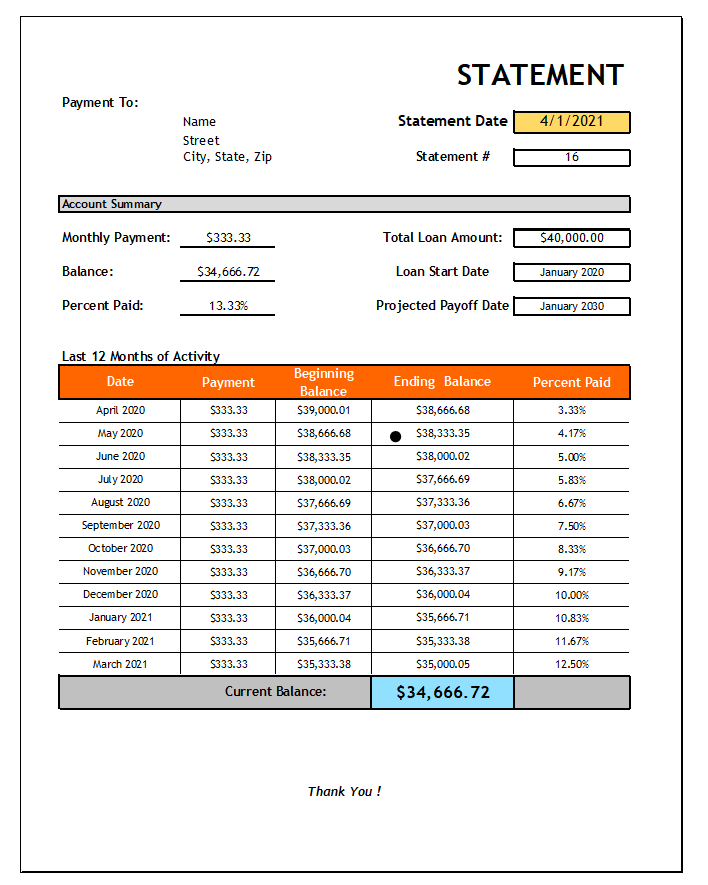 STATEMENT
Payment To:
Name Statement Date 4/1/2021
Street
City, State, Zip Statement # 16
Account Summary
Monthly Payment: $333.33 Total Loan Amount: $40,000.00
Balance: $34,666.72 Loan Start Date January 2020
Percent Paid: 13.33% Projected Payoff Date January 2030
Last 12 Months of Activity
Date Payment Beginning Balance Ending Balance Percent Paid
April 2020 $333.33 $39,000.01 $38,666.68 3.33%
May 2020 $333.33 $38,666.68 $38,333.35 4.17%
June 2020 $333.33 $38,333.35 $38,000.02 5.00%
July 2020 $333.33 $38,000.02 $37,666.69 5.83%
August 2020 $333.33 $37,666.69 $37,333.36 6.67%
September 2020 $333.33 $37,333.36 $37,000.03 7.50%
October 2020 $333.33 $37,000.03 $36,666.70 8.33%
November 2020 $333.33 $36,666.70 $36,333.37 9.17%
December 2020 $333.33 $36,333.37 $36,000.04 10.00%
January 2021 $333.33 $36,000.04 $35,666.71 10.83%
February 2021 $333.33 $35,666.71 $35,333.38 11.67%
March 2021 $333.33 $35,333.38 $35,000.05 12.50%
Current Balance: $34,666.72
Thank You !